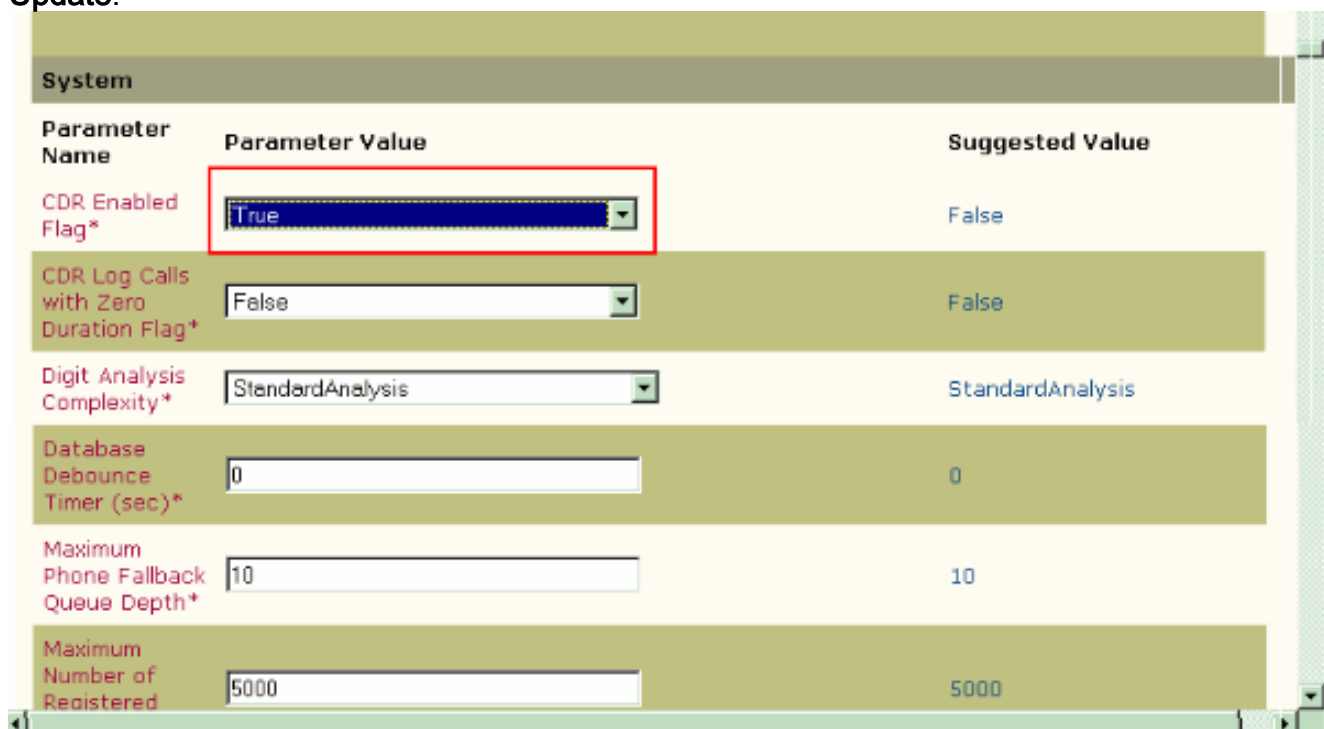 Update.
System
Parameter Name
Parameter Value
Suggested Value
CDR Enabled
Flag*
True
False
CDR Log Calls
with Zero
Duration Flag*
False
False
Digit Analysis
Complexity*
StandardAnalysis
StandardAnalysis
Database
Debounce
Timer (sec)*
0
0
Maximum
Phone Fallback
Queue Depth*
10
10
Maximum
Number of
Registered
5000
5000